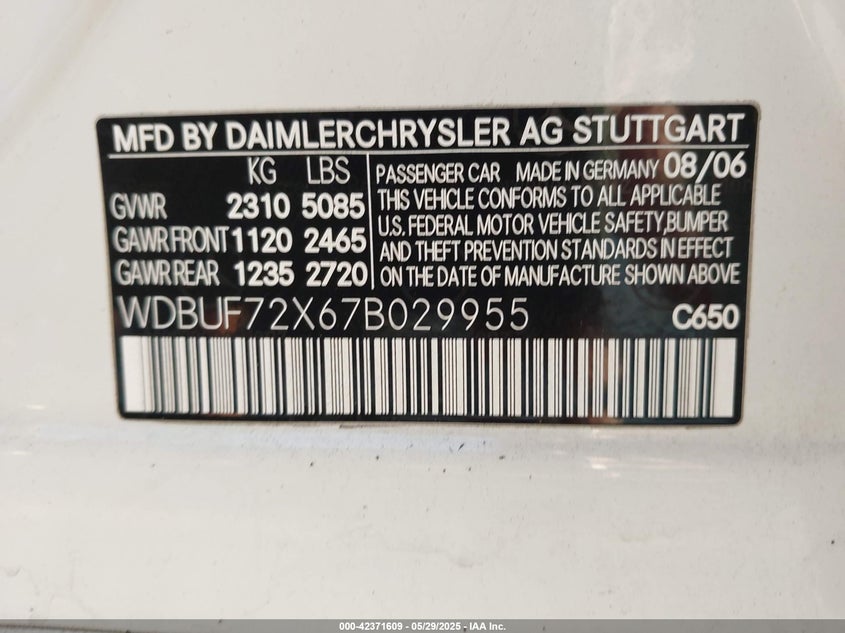 MFD BY DAIMLERCHRYSLER AG STUTTGART
KG LBS
GVWR 2310 5085
GAWR FRONT 1120 2465
GAWR REAR 1235 2720
PASSENGER CAR MADE IN GERMANY 08/06
THIS VEHICLE CONFORMS TO ALL APPLICABLE
U.S. FEDERAL MOTOR VEHICLE SAFETY, BUMPER
AND THEFT PREVENTION STANDARDS IN EFFECT
ON THE DATE OF MANUFACTURE SHOWN ABOVE
WDBUF72X67B029955 C650
000-42371609 • 05/29/2025 - IAA Inc.